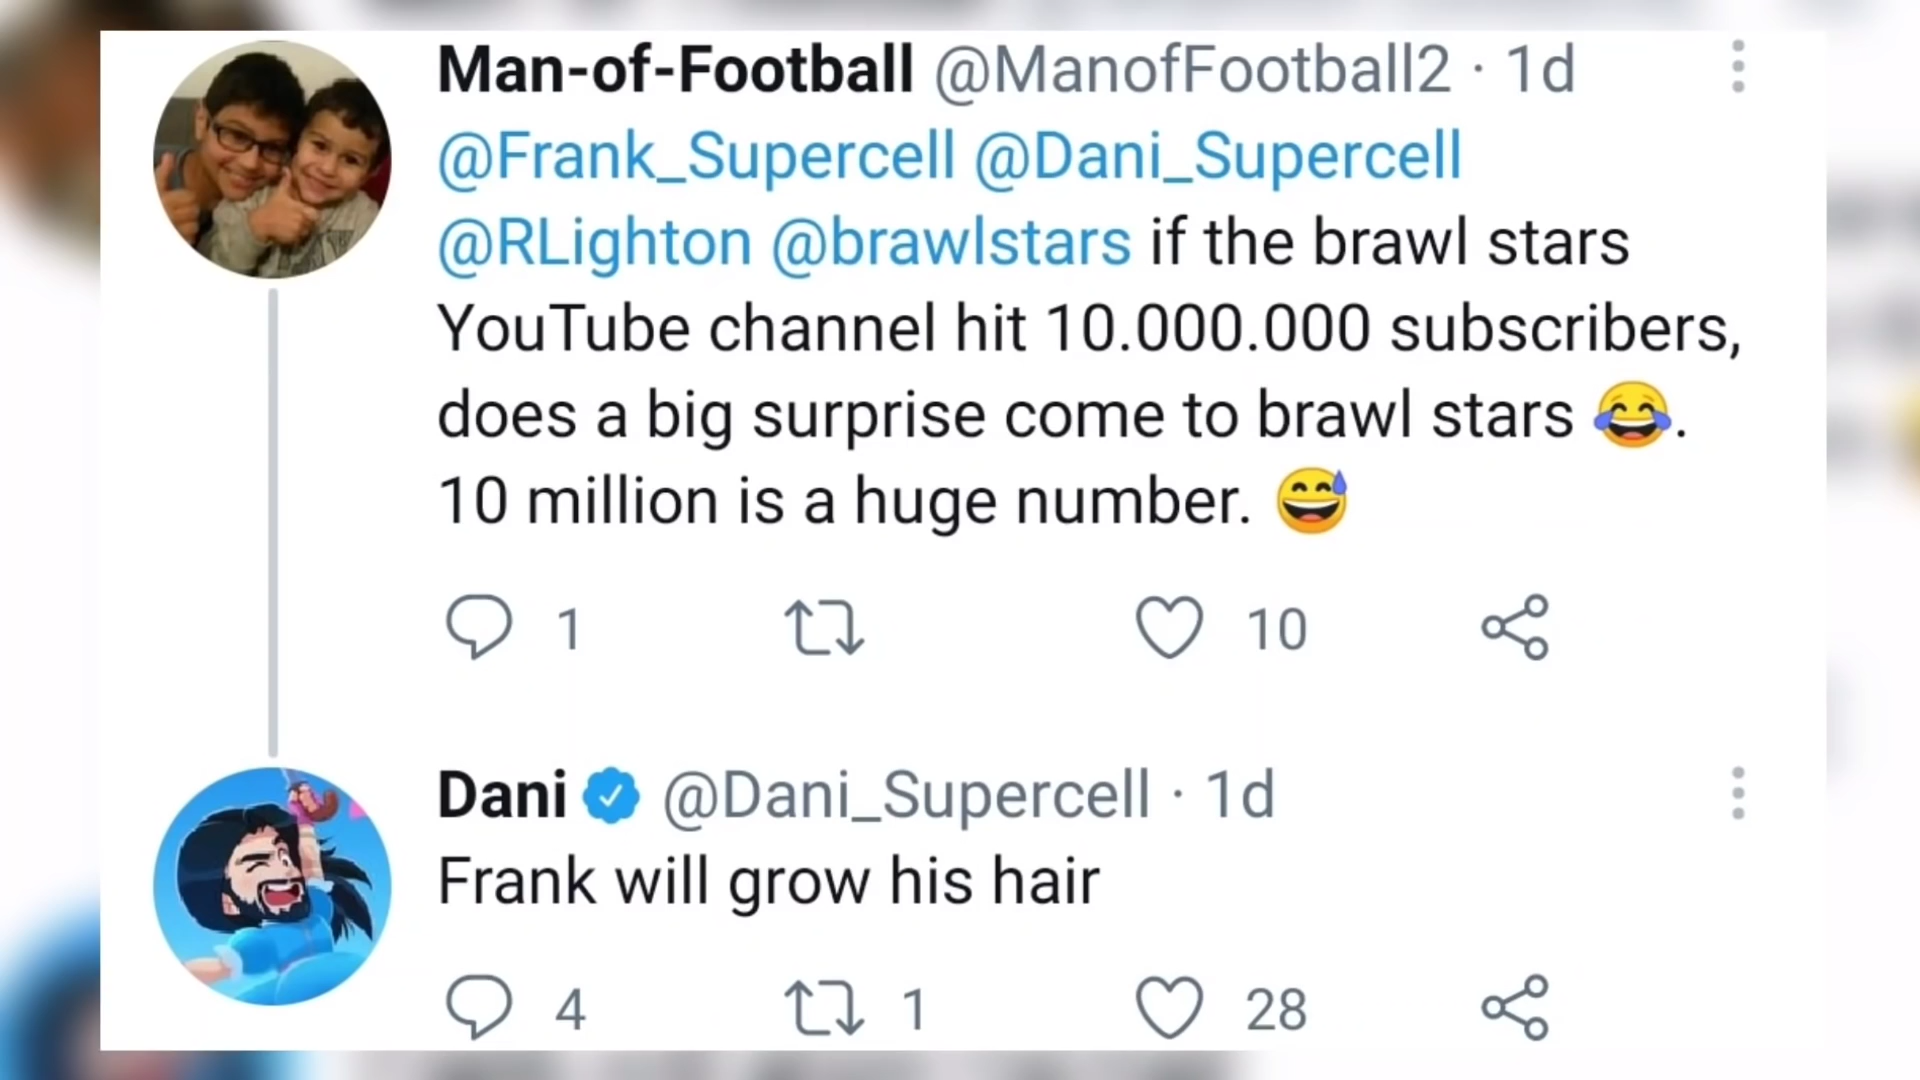 Man-of-Football @ManofFootball2 · 1d
@Frank_Supercell @Dani_Supercell
@RLighton @brawlstars if the brawl stars
YouTube channel hit 10.000.000 subscribers,
does a big surprise come to brawl stars 😂.
10 million is a huge number. 😅
1 10
Dani @Dani_Supercell · 1d
Frank will grow his hair
4 1 28